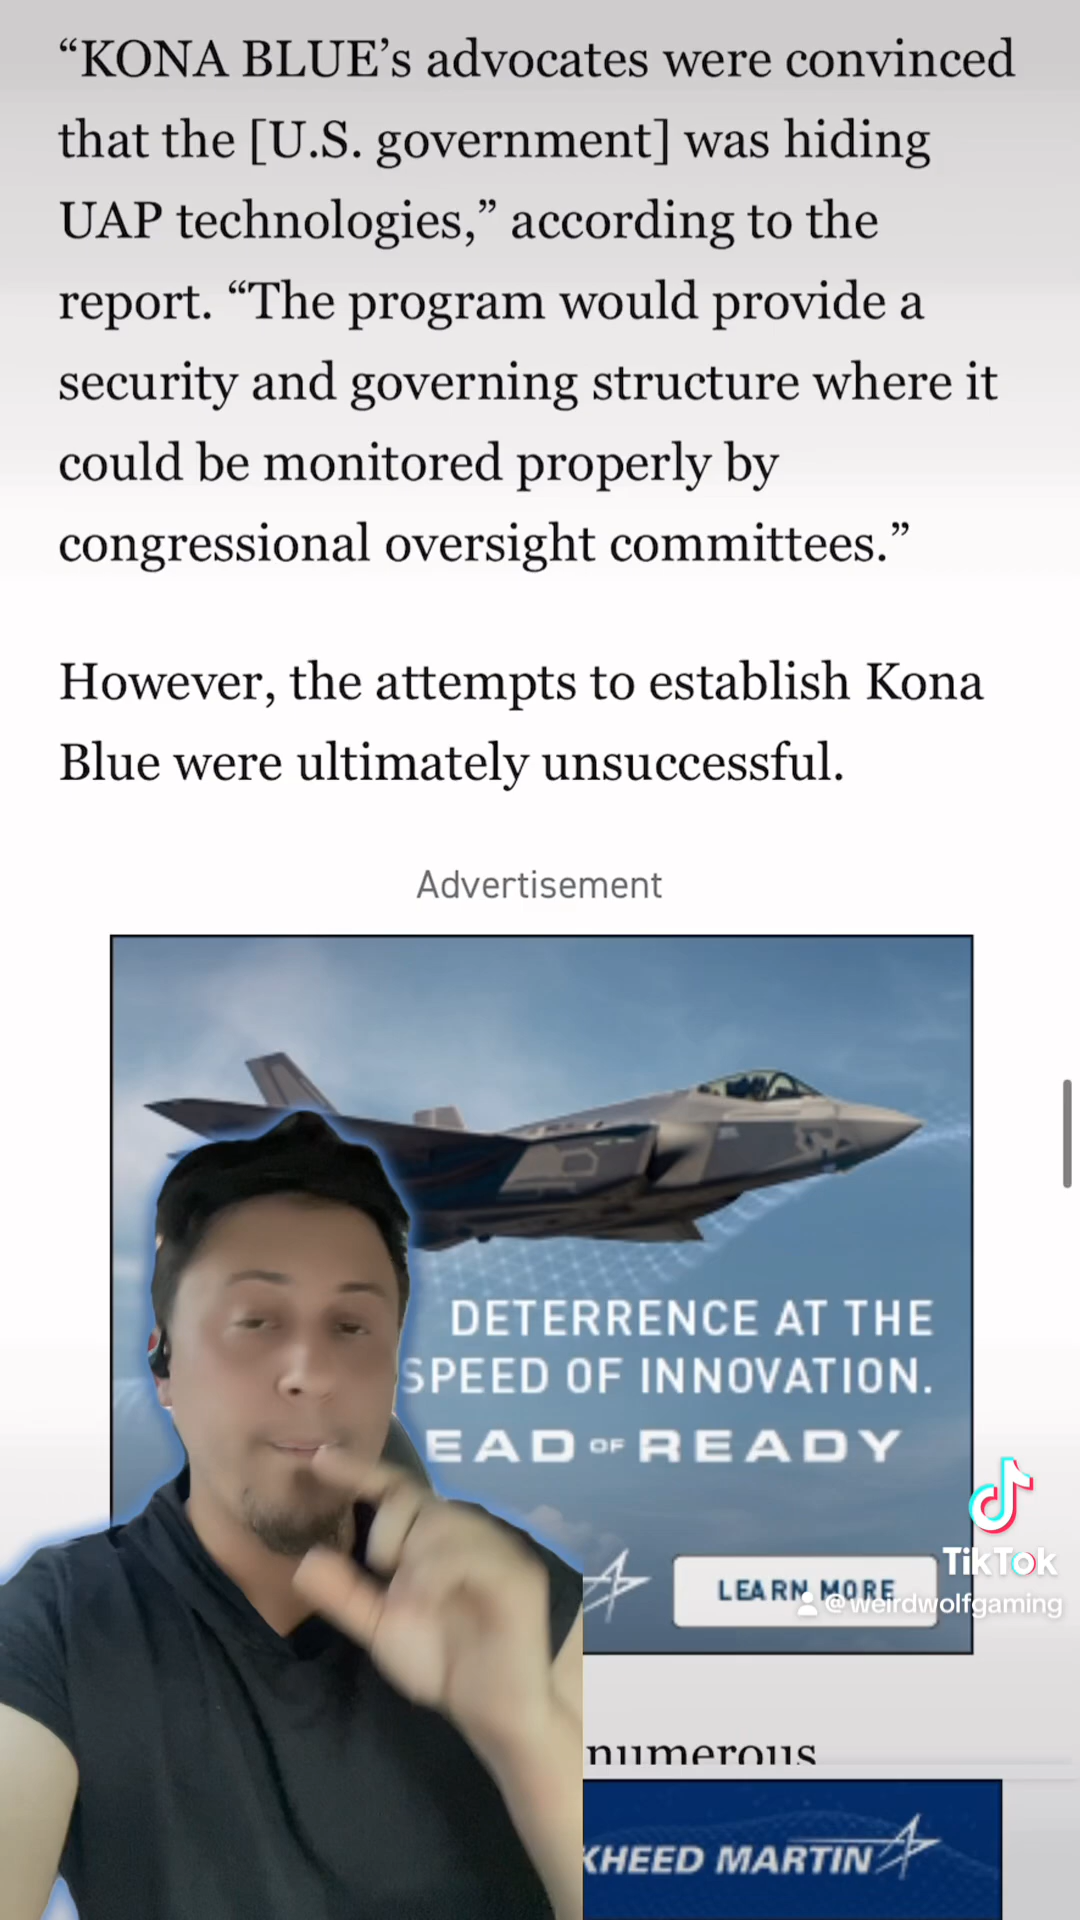 “KONA BLUE’s advocates were convinced
that the [U.S. government] was hiding
UAP technologies,” according to the
report. “The program would provide a
security and governing structure where it
could be monitored properly by
congressional oversight committees.”
However, the attempts to establish Kona
Blue were ultimately unsuccessful.
Advertisement
DETERRENCE AT THE
SPEED OF INNOVATION.
EAD OF READY
LEARN MORE
TikTok
@weirdwolfgaming
numerous
KHEED MARTIN